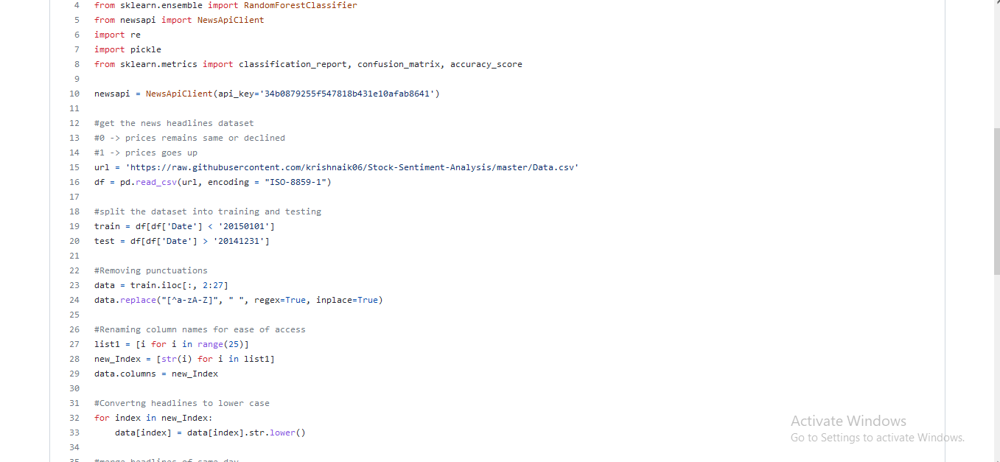 4 from sklearn.ensemble import RandomForestClassifier
5 from newsapi import NewsApiClient
6 import re
7 import pickle
8 from sklearn.metrics import classification_report, confusion_matrix, accuracy_score
9
10 newsapi = NewsApiClient(api_key='34b0879255f547818b431e10afab8641')
11
12 #get the news headlines dataset
13 #0 -> prices remains same or declined
14 #1 -> prices goes up
15 url = 'https://raw.githubusercontent.com/krishnaik06/Stock-Sentiment-Analysis/master/Data.csv'
16 df = pd.read_csv(url, encoding = "ISO-8859-1")
17
18 #split the dataset into training and testing
19 train = df[df['Date'] < '20150101']
20 test = df[df['Date'] > '20141231']
21
22 #Removing punctuations
23 data = train.iloc[:, 2:27]
24 data.replace("[^a-zA-Z]", " ", regex=True, inplace=True)
25
26 #Renaming column names for ease of access
27 list1 = [i for i in range(25)]
28 new_Index = [str(i) for i in list1]
29 data.columns = new_Index
30
31 #Convertng headlines to lower case
32 for index in new_Index:
33     data[index] = data[index].str.lower()
34
35 #merge headlines of same day
Activate Windows
Go to Settings to activate Windows.